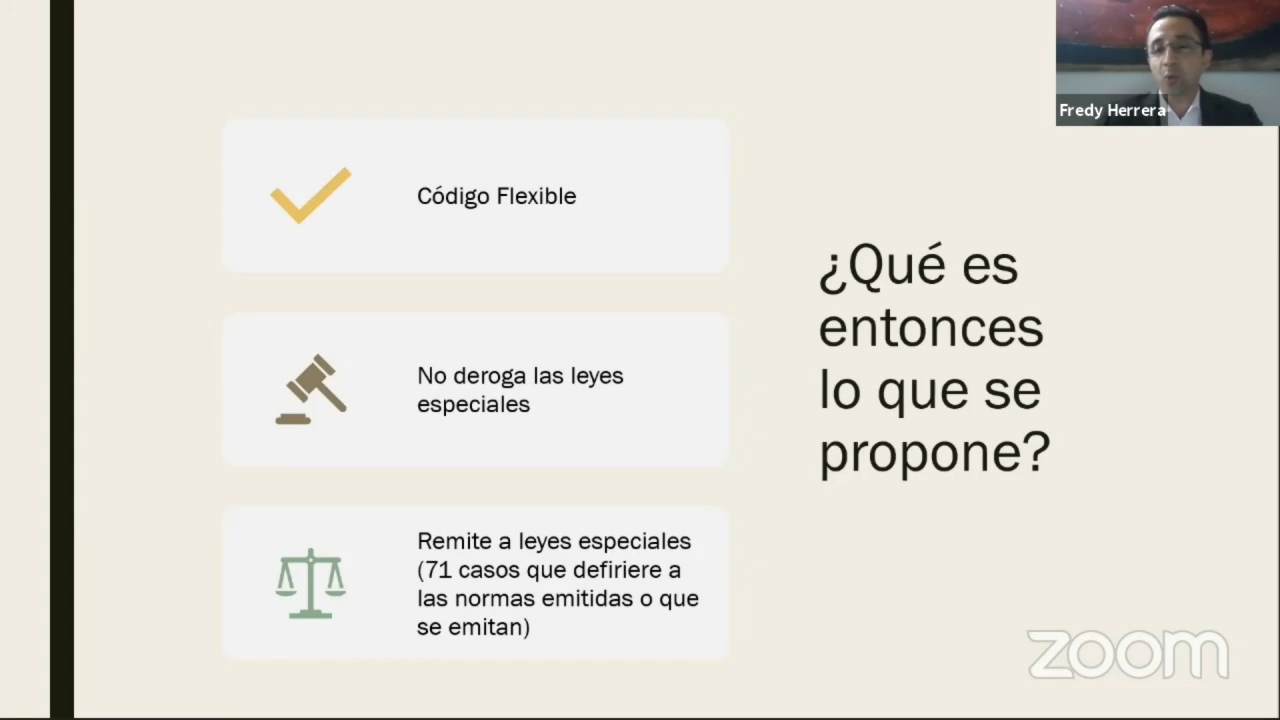 Código Flexible
No deroga las leyes
especiales
Remite a leyes especiales
(71 casos que defiriere a
las normas emitidas o que
se emitan)
¿Qué es
entonces
lo que se
propone?
Fredy Herrera
zoom